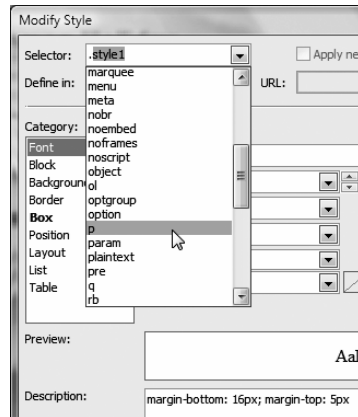 Modify Style
Selector: .style1 Apply ne
Define in: URL:
marquee
menu
meta
nobr
noembed
noframes
noscript
object
ol
optgroup
option
p
param
plaintext
pre
q
rb
Category:
Font
Block
Backgroun
Border
Box
Position
Layout
List
Table
Preview:
AaB
Description: margin-bottom: 16px; margin-top: 5px